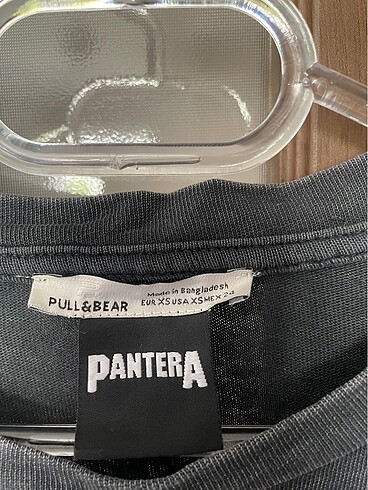 PULL&BEAR
Made in Bangladesh
EUR XS USA XS MEX 24
PANTERA